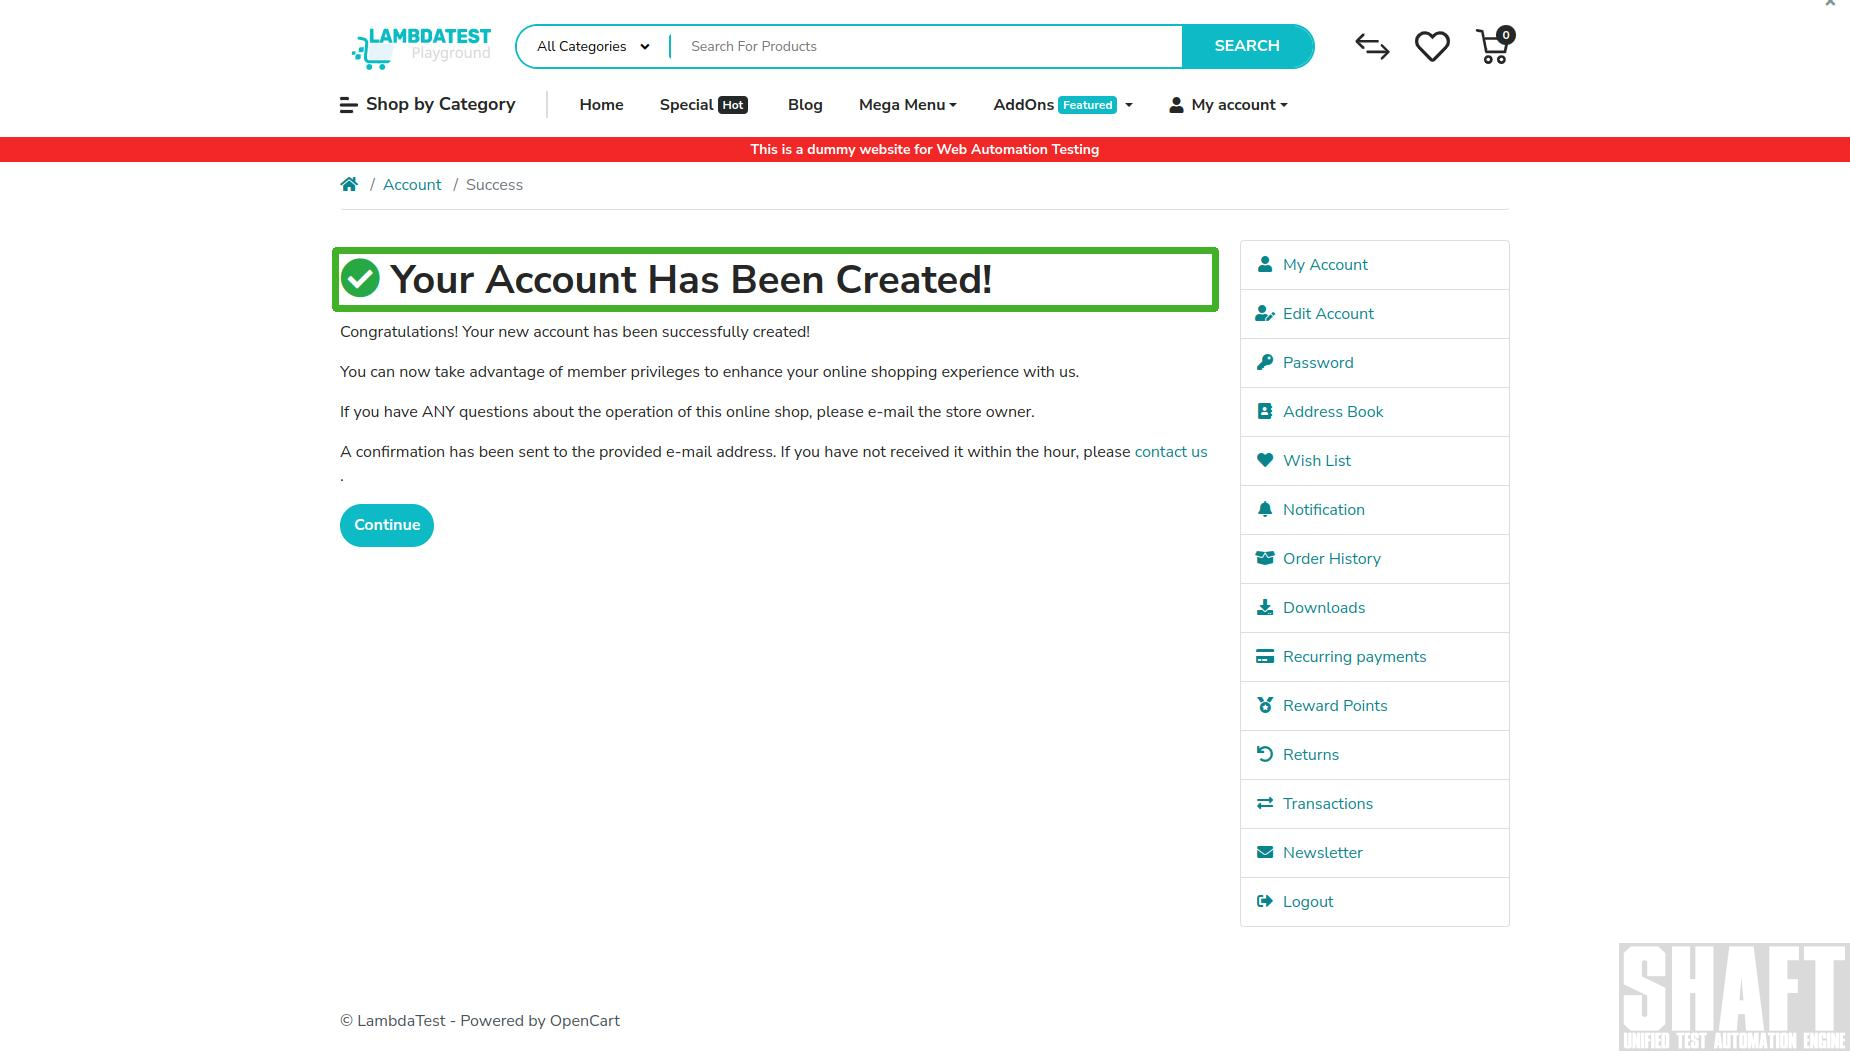 LAMBDATEST
Playground
All Categories
Search For Products
SEARCH
0
Shop by Category
Home
Special Hot
Blog
Mega Menu
AddOns Featured
My account
This is a dummy website for Web Automation Testing
/ Account / Success
Your Account Has Been Created!
Congratulations! Your new account has been successfully created!
You can now take advantage of member privileges to enhance your online shopping experience with us.
If you have ANY questions about the operation of this online shop, please e-mail the store owner.
A confirmation has been sent to the provided e-mail address. If you have not received it within the hour, please contact us
.
Continue
My Account
Edit Account
Password
Address Book
Wish List
Notification
Order History
Downloads
Recurring payments
Reward Points
Returns
Transactions
Newsletter
Logout
© LambdaTest - Powered by OpenCart
SHAFT
UNIFIED TEST AUTOMATION ENGINE